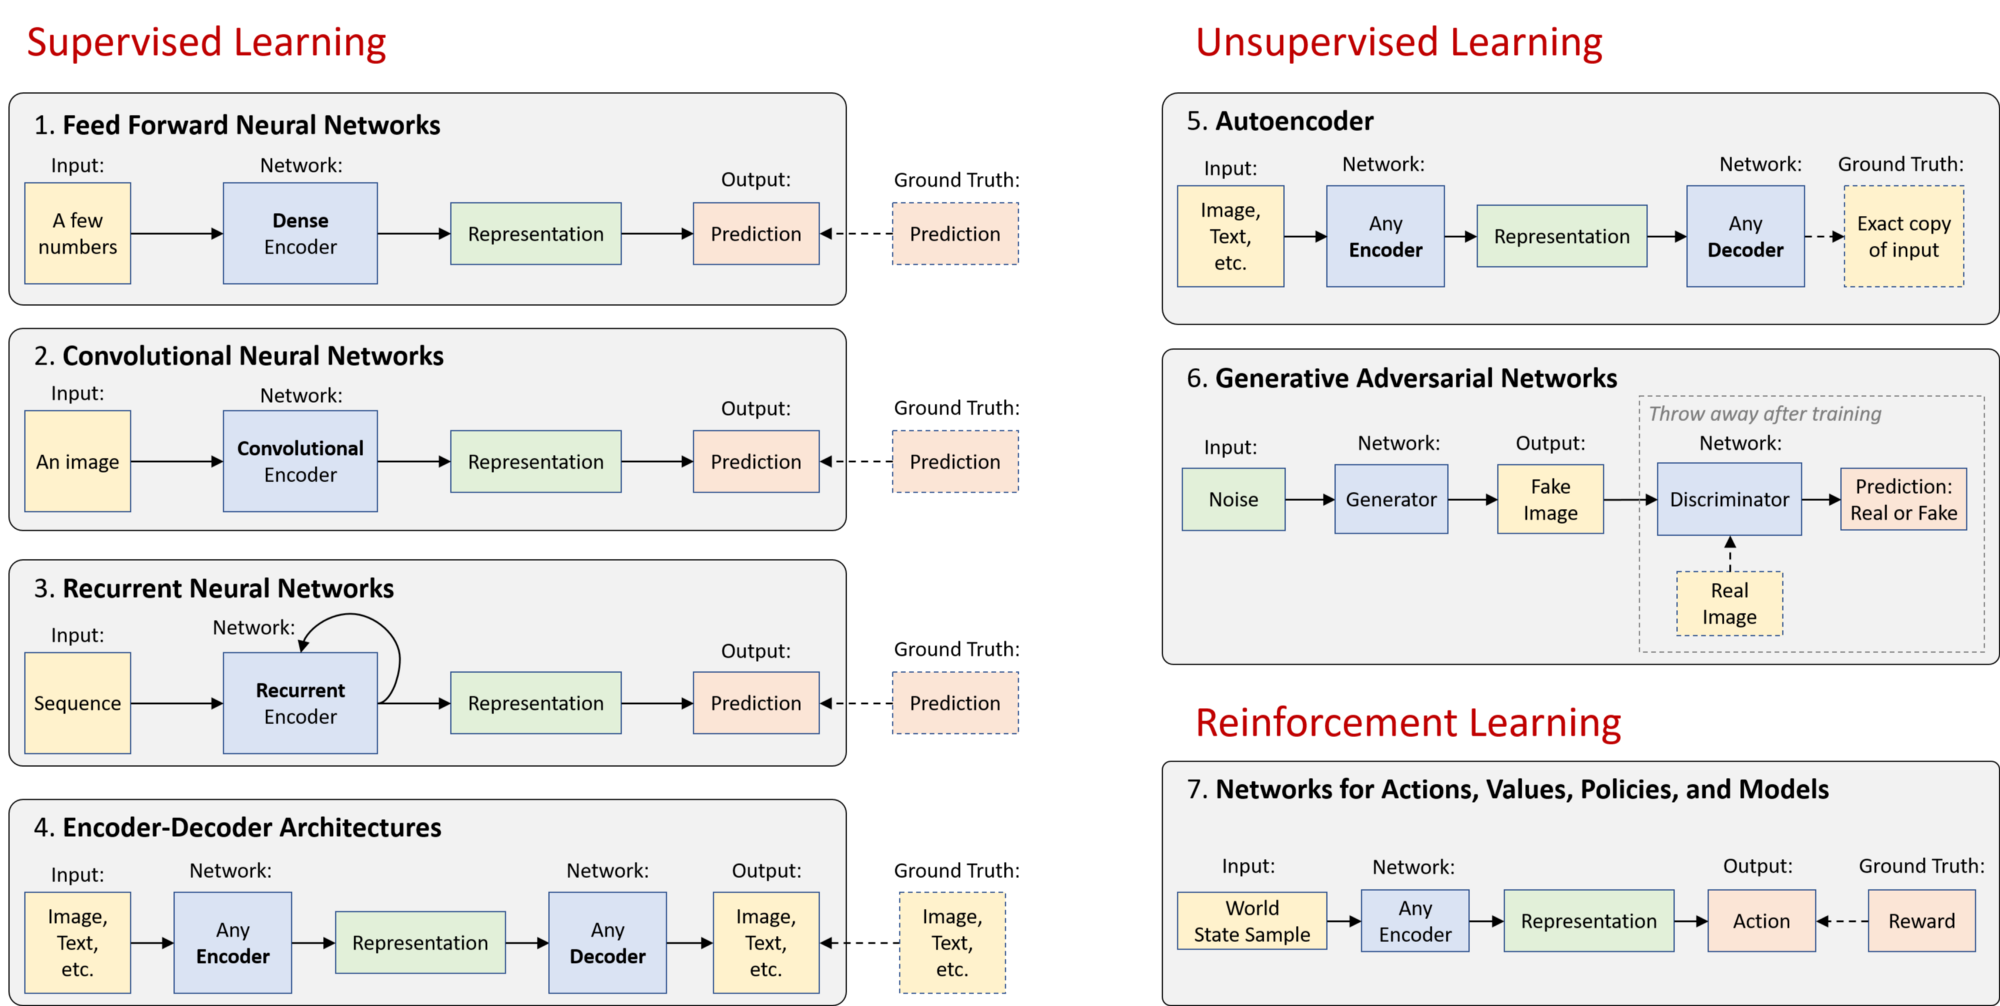 Supervised Learning
1. Feed Forward Neural Networks
Input:
Network:
Output:
Ground Truth:
A few
numbers
Dense
Encoder
Representation
Prediction
Prediction
2. Convolutional Neural Networks
Input:
Network:
Output:
Ground Truth:
An image
Convolutional
Encoder
Representation
Prediction
Prediction
3. Recurrent Neural Networks
Input:
Network:
Output:
Ground Truth:
Sequence
Recurrent
Encoder
Representation
Prediction
Prediction
4. Encoder-Decoder Architectures
Input:
Network:
Network:
Output:
Ground Truth:
Image,
Text,
etc.
Any
Encoder
Representation
Any
Decoder
Image,
Text,
etc.
Image,
Text,
etc.
Unsupervised Learning
5. Autoencoder
Input:
Network:
Network:
Ground Truth:
Image,
Text,
etc.
Any
Encoder
Representation
Any
Decoder
Exact copy
of input
6. Generative Adversarial Networks
Throw away after training
Input:
Network:
Output:
Network:
Noise
Generator
Fake
Image
Discriminator
Prediction:
Real or Fake
Real
Image
Reinforcement Learning
7. Networks for Actions, Values, Policies, and Models
Input:
Network:
Output:
Ground Truth:
World
State Sample
Any
Encoder
Representation
Action
Reward